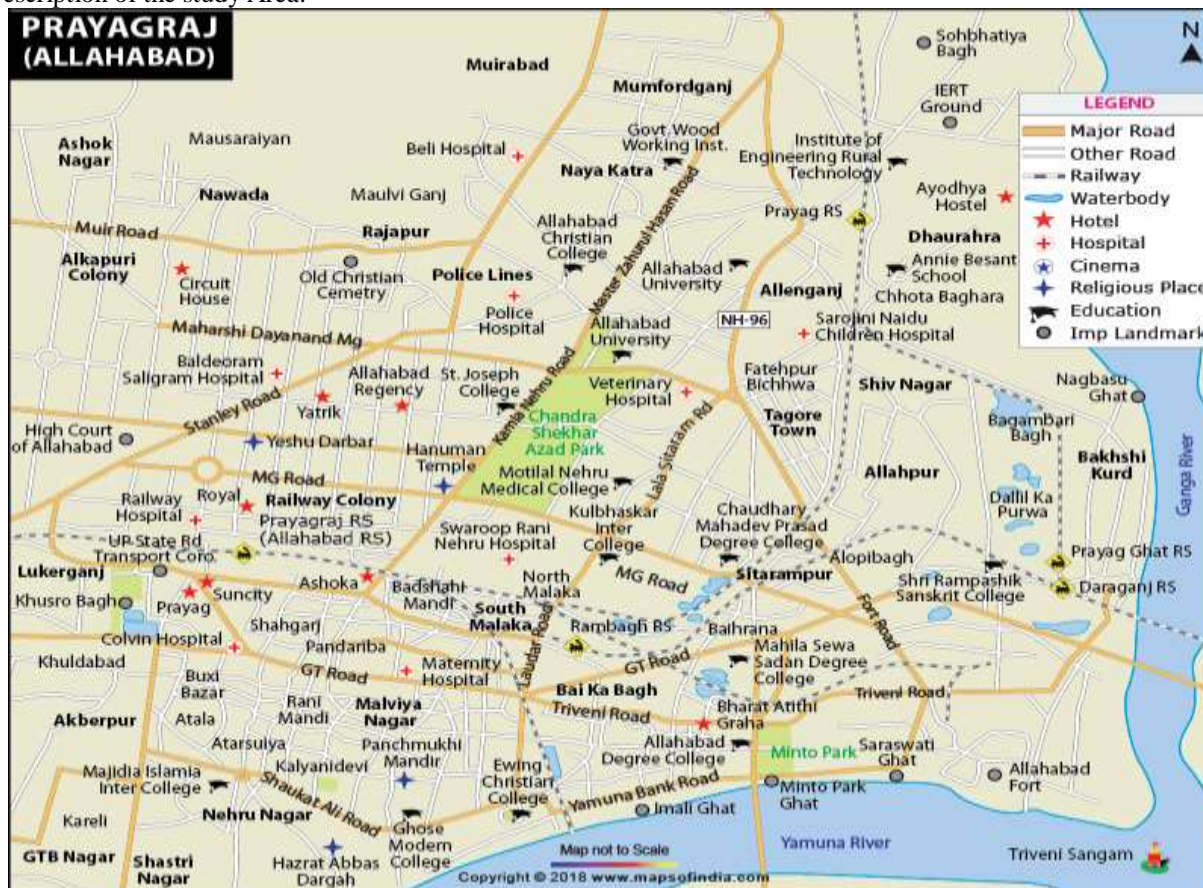 escription of the study Area:
PRAYAGRAJ
(ALLAHABAD)
N
Muirabad
Mumfordganj
Sohbhatiya
Bagh
IERT
Ground
LEGEND
Major Road
Other Road
Railway
Waterbody
Hotel
Hospital
Cinema
Religious Place
Education
Imp Landmark
Ashok
Nagar
Mausaraiyan
Beli Hospital
Govt. Wood
Working Inst.
Institute of
Engineering Rural
Technology
Naya Katra
Nawada
Maulvi Ganj
Ayodhya
Hostel
Prayag RS
Muir Road
Rajapur
Allahabad
Christian
College
Master Zahurul Hasan Road
Dhaurahra
Alkapuri
Colony
Circuit
House
Old Christian
Cemetry
Police Lines
Allahabad
University
Annie Besant
School
Allenganj
Chhota Baghara
Police
Hospital
NH-96
Sarojini Naidu
Children Hospital
Maharshi Dayanand Mg
Allahabad
University
Baldeoram
Saligram Hospital
Allahabad
Regency
St. Joseph
College
Kamla Nehru Road
Veterinary
Hospital
Fatehpur
Bichhwa
Shiv Nagar
Nagbasu
Ghat
Stanley Road
Yatrik
Chandra
Shekhar
Azad Park
Lala Sitaram Rd
Tagore
Town
Bagambari
Bagh
High Court
of Allahabad
Yeshu Darbar
Hanuman
Temple
Allahpur
Bakhshi
Kurd
Ganga River
MG Road
Motilal Nehru
Medical College
Railway
Hospital
Royal
Railway Colony
Prayagraj RS
(Allahabad RS)
Swaroop Rani
Nehru Hospital
Kulbhaskar
Inter
College
Chaudhary
Mahadev Prasad
Degree College
Dallil Ka
Purwa
UP State Rd
Transport Coro.
Alopibagh
Prayag Ghat RS
Lukerganj
Ashoka
Badshahi
Mandi
North
Malaka
MG Road
Sitarampur
Shri Rampashik
Sanskrit College
Daraganj RS
Khusro Bagh
Prayag
Suncity
South
Malaka
Fort Road
Shahgarj
Rambagh RS
Baihrana
Colvin Hospital
Pandariba
Laudar Road
GT Road
Mahila Sewa
Sadan Degree
College
Khuldabad
GT Road
Maternity
Hospital
Buxi
Bazar
Rani
Mandi
Malviya
Nagar
Bai Ka Bagh
Triveni Road
Triveni Road
Akberpur
Atala
Bharat Atithi
Graha
Atarsuiya
Kalyanidevi
Panchmukhi
Mandir
Allahabad
Degree College
Minto Park
Saraswati
Ghat
Majidia Islamia
Inter College
Ewing
Christian
College
Yamuna Bank Road
Minto Park
Ghat
Allahabad
Fort
Shaukat Ali Road
Imali Ghat
Kareli
Nehru Nagar
Ghose
Modern
College
GTB Nagar
Shastri
Nagar
Hazrat Abbas
Dargah
Map not to Scale
Yamuna River
Triveni Sangam
Copyright © 2018 www.mapsofindia.com